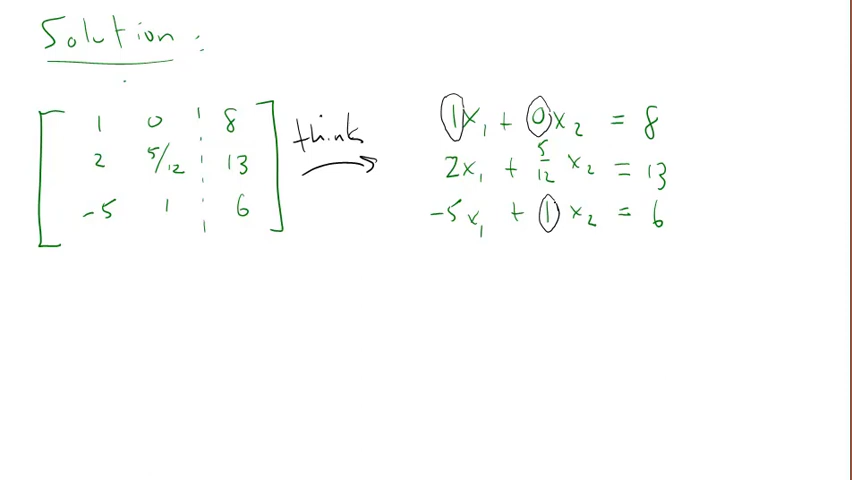 Solution :
1 0 8
2 5/12 13
-5 1 6
think
1x₁ + 0x₂ = 8
2x₁ + 5/12 x₂ = 13
-5x₁ + 1x₂ = 6